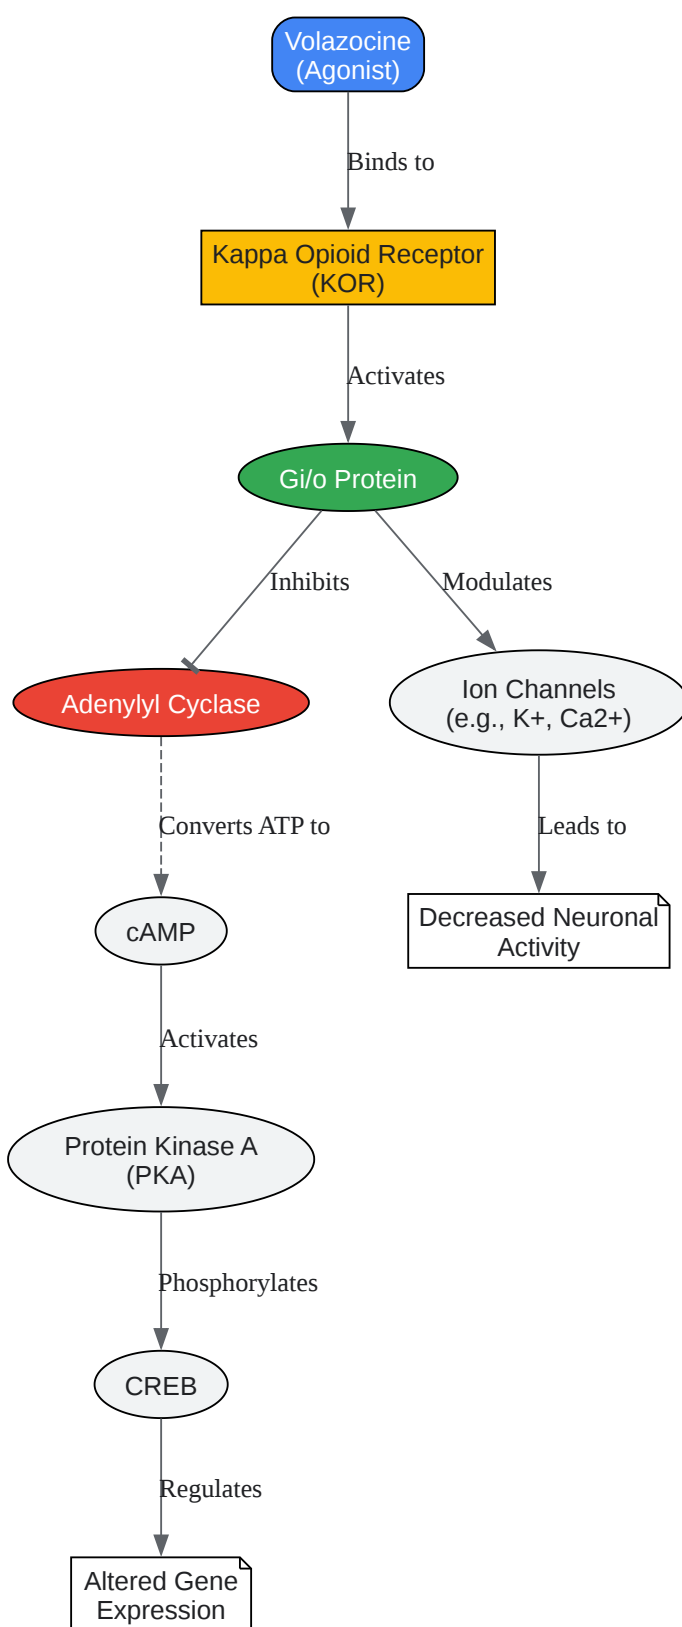 Volazocine
(Agonist)
Binds to
Kappa Opioid Receptor
(KOR)
Activates
Gi/o Protein
Inhibits
Modulates
Adenylyl Cyclase
Ion Channels
(e.g., K+, Ca2+)
Converts ATP to
Leads to
cAMP
Decreased Neuronal
Activity
Activates
Protein Kinase A
(PKA)
Phosphorylates
CREB
Regulates
Altered Gene
Expression